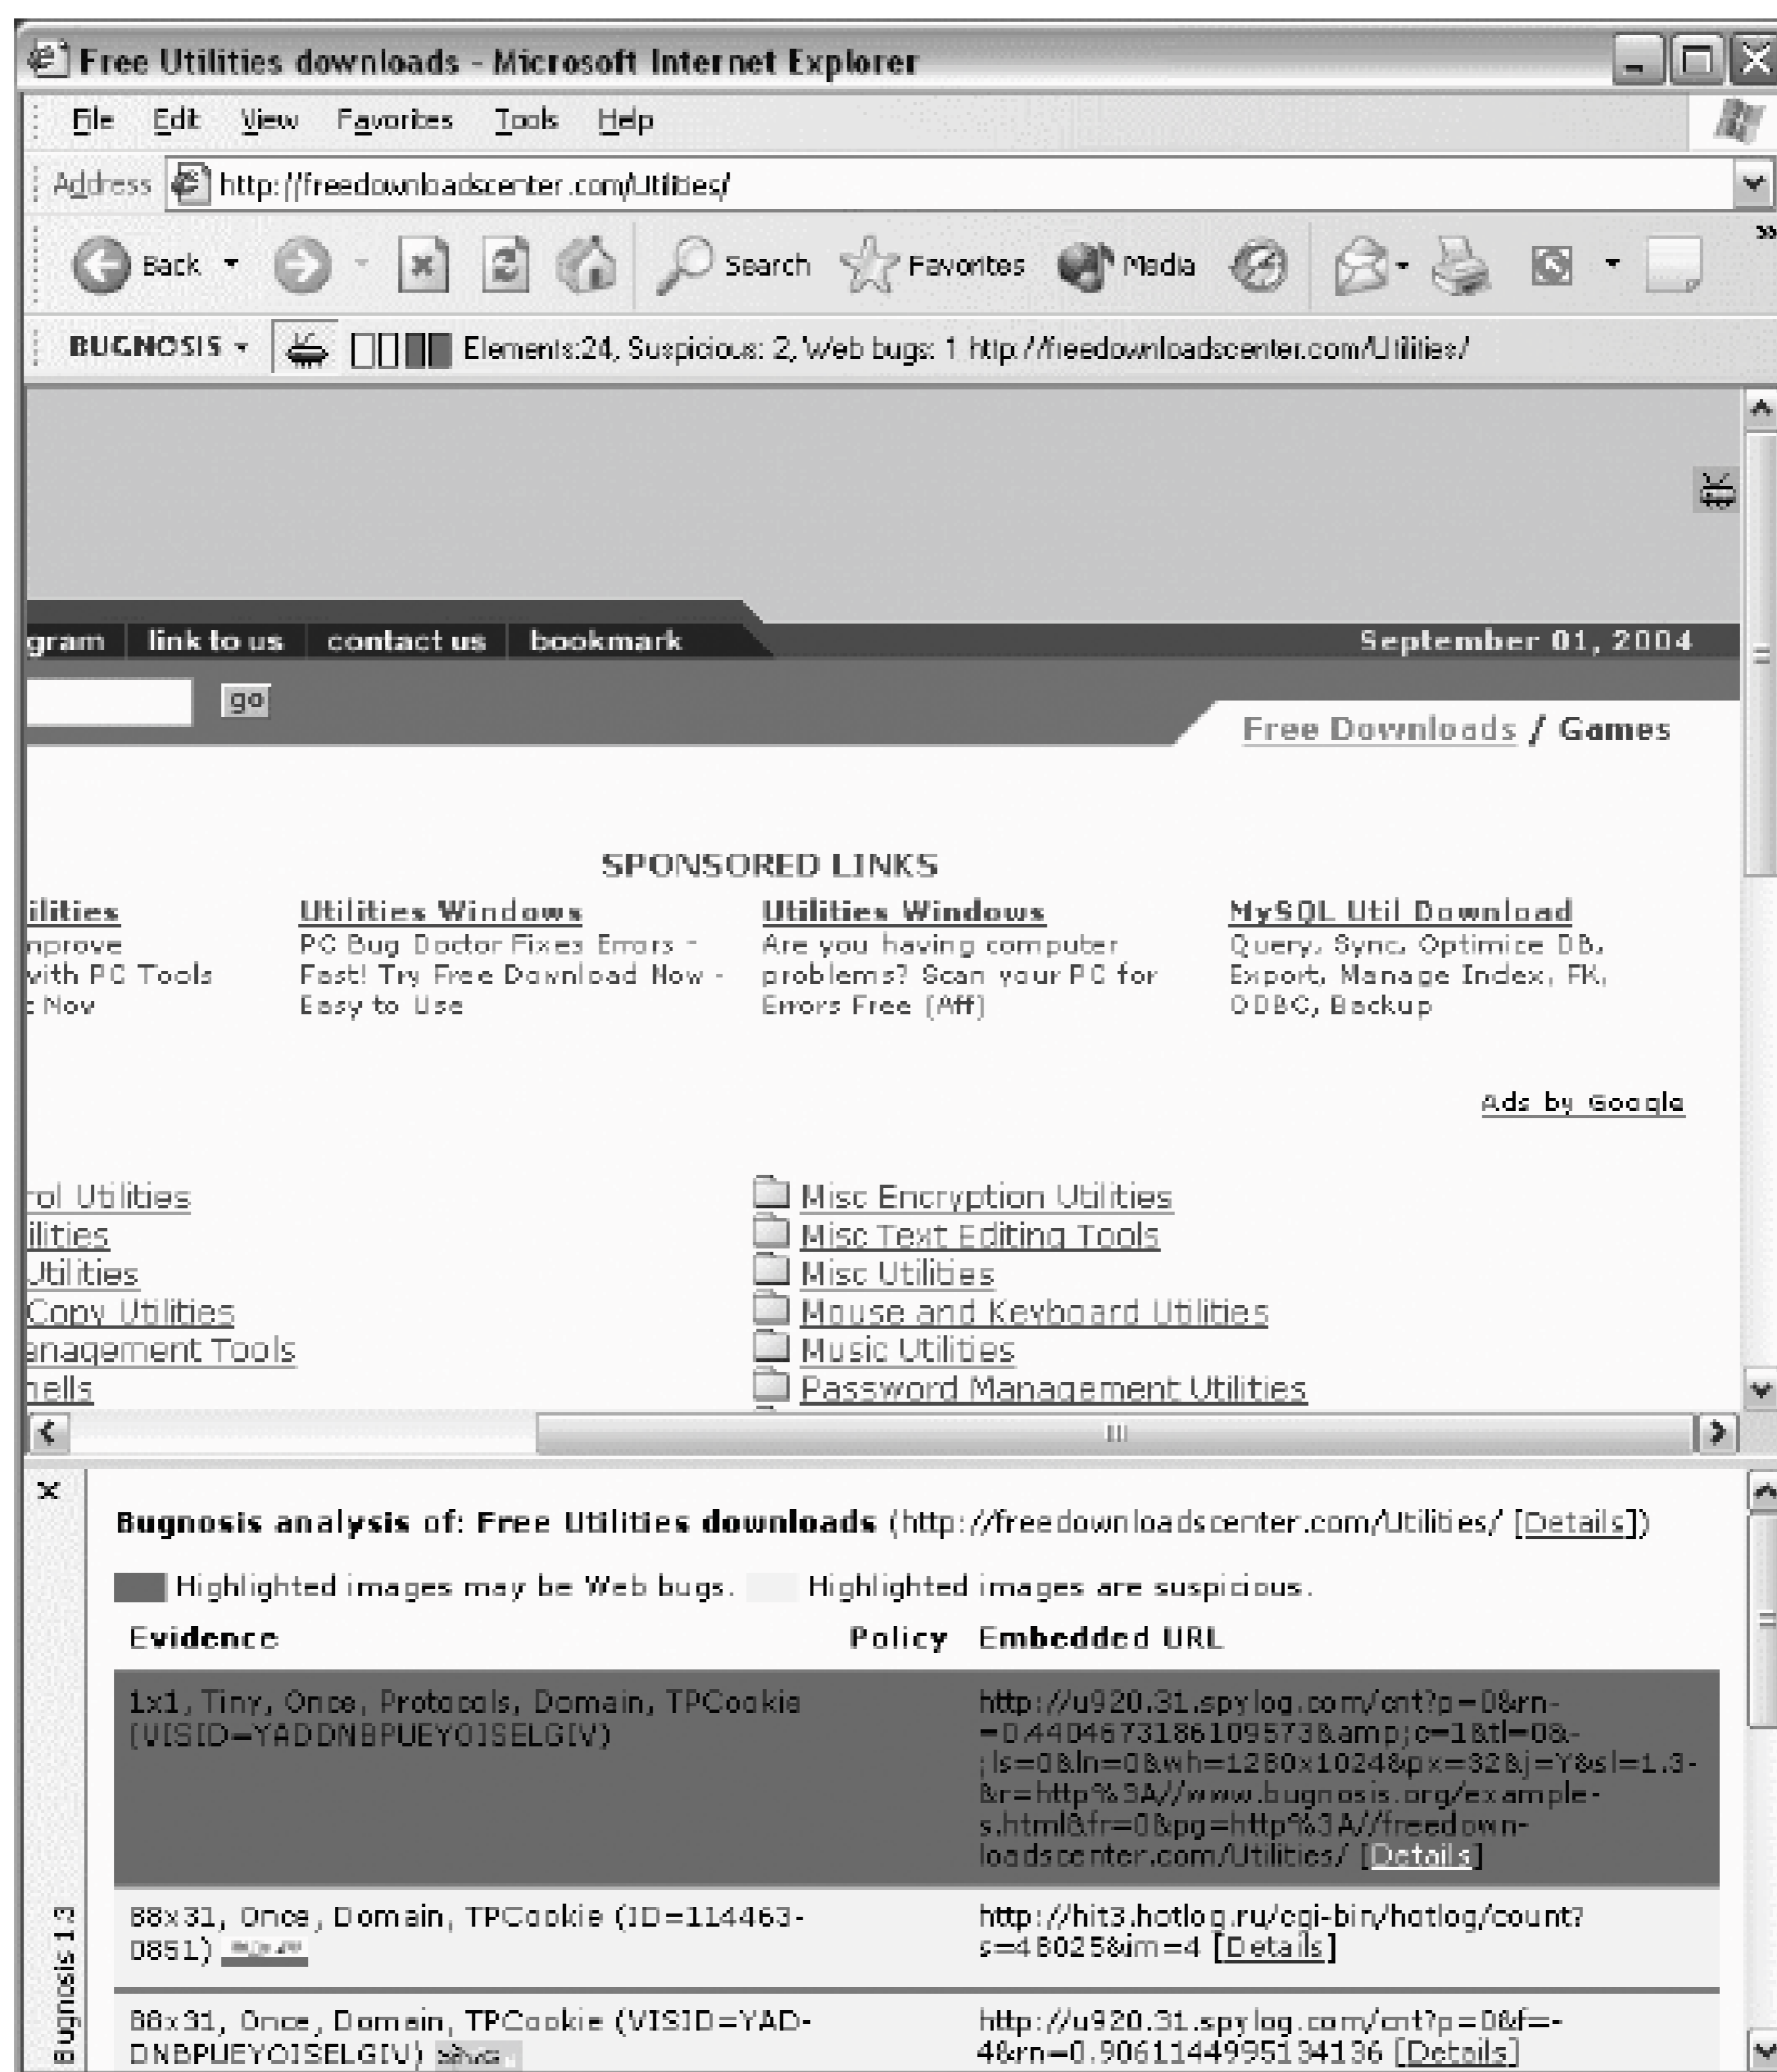 Free Utilities downloads - Microsoft Internet Explorer
File Edit View Favorites Tools Help
Address http://freedownloadscenter.com/Utilities/
Back Search Favorites Media
BUGNOSIS Elements:24, Suspicious: 2, Web bugs: 1 http://freedownloadscenter.com/Utilities/
gram link to us contact us bookmark September 01, 2004
go
Free Downloads / Games
SPONSORED LINKS
ilities Utilities Windows Utilities Windows MySQL Util Download
mprove PC Bug Doctor Fixes Errors - Are you having computer Query, Sync, Optimice DB,
with PC Tools Fast! Try Free Download Now - problems? Scan your PC for Export, Manage Index, FK,
Now Easy to Use Errors Free (Aff) ODBC, Backup
Ads by Google
rol Utilities Misc Encryption Utilities
ilities Misc Text Editing Tools
Utilities Misc Utilities
Copy Utilities Mouse and Keyboard Utilities
anagement Tools Music Utilities
hells Password Management Utilities
Bugnosis 1.3
Bugnosis analysis of: Free Utilities downloads (http://freedownloadscenter.com/Utilities/ [Details])
Highlighted images may be Web bugs. Highlighted images are suspicious.
Evidence Policy Embedded URL
1x1, Tiny, Once, Protocols, Domain, TPCookie
(VISID=YADDNBPUEYOISELGIV)
http://u920.31.spylog.com/cnt?p=0&rn-
=0.4404673186109573&amp;c=1&tl=0&-
;ls=0&ln=0&wh=1280x1024&px=32&j=Y&sl=1.3-
&r=http%3A//www.bugnosis.org/example-
s.html&fr=0&pg=http%3A//freedown-
loadscenter.com/Utilities/ [Details]
88x31, Once, Domain, TPCookie (ID=114463-
0851)
http://hit3.hotlog.ru/cgi-bin/hotlog/count?
s=48025&im=4 [Details]
88x31, Once, Domain, TPCookie (VISID=YAD-
DNBPUEYOISELGIV)
http://u920.31.spylog.com/cnt?p=0&f=-
4&rn=0.9061144995134136 [Details]